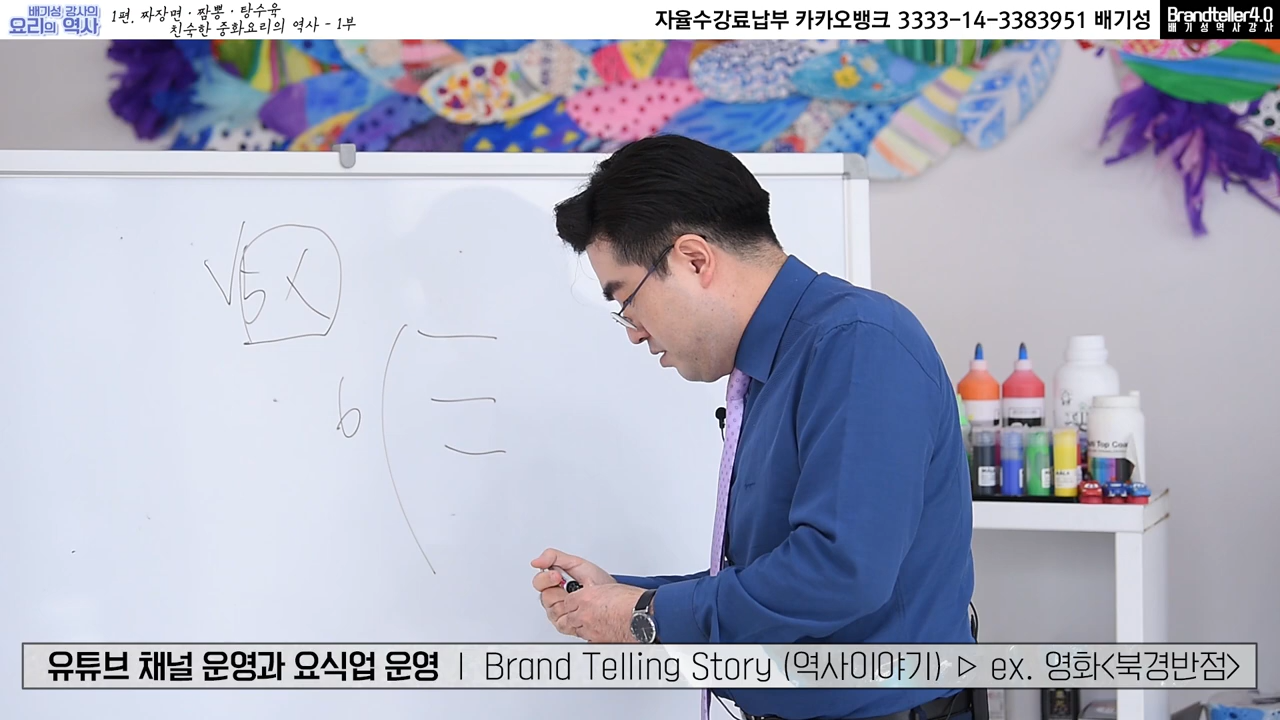 배기성 강사의
요리의 역사
1편. 짜장면·짬뽕·탕수육
친숙한 중화요리의 역사 - 1부
자율수강료납부 카카오뱅크 3333-14-3383951 배기성
Brandteller4.0
배기성역사강사
√5X
6
Top Coat
유튜브 채널 운영과 요식업 운영 | Brand Telling Story (역사이야기) ▷ ex. 영화<북경반점>